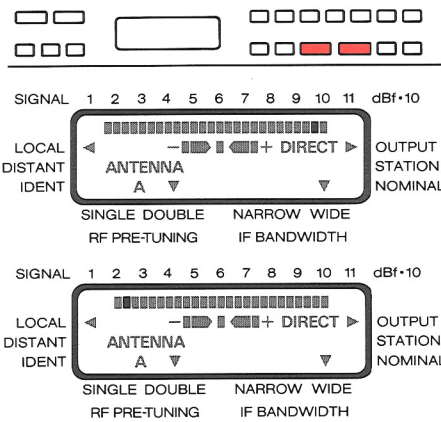 SIGNAL 1 2 3 4 5 6 7 8 9 10 11 dBf•10
LOCAL − + DIRECT OUTPUT
DISTANT ANTENNA STATION
IDENT A NOMINAL
SINGLE DOUBLE NARROW WIDE
RF PRE-TUNING IF BANDWIDTH
SIGNAL 1 2 3 4 5 6 7 8 9 10 11 dBf•10
LOCAL − + DIRECT OUTPUT
DISTANT ANTENNA STATION
IDENT A NOMINAL
SINGLE DOUBLE NARROW WIDE
RF PRE-TUNING IF BANDWIDTH